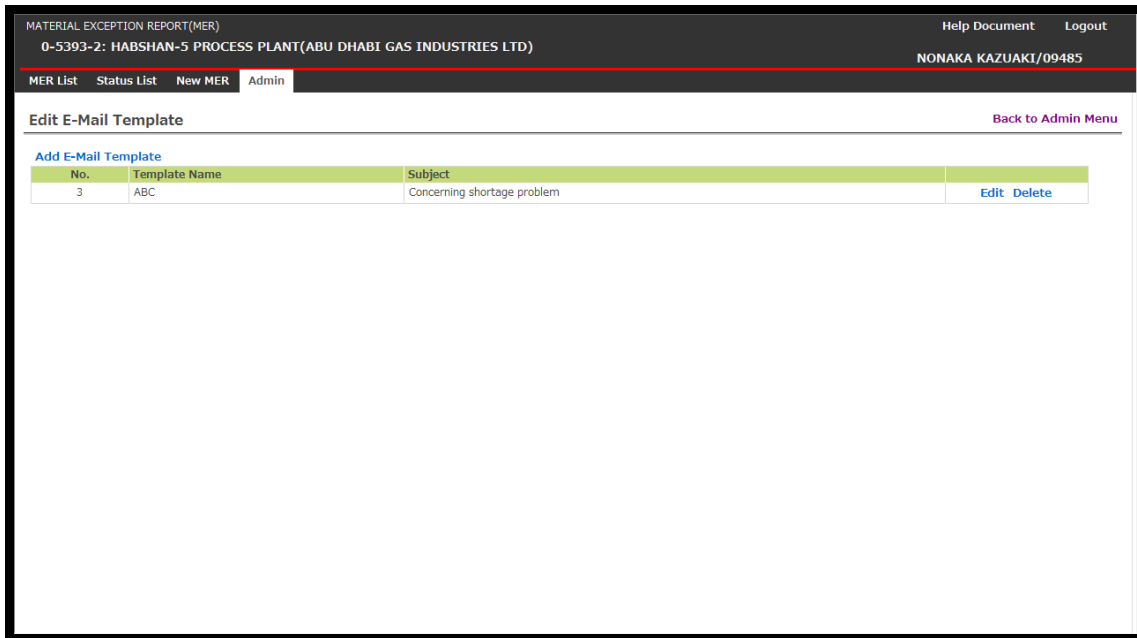 MATERIAL EXCEPTION REPORT(MER)
Help Document Logout
0-5393-2: HABSHAN-5 PROCESS PLANT(ABU DHABI GAS INDUSTRIES LTD)
NONAKA KAZUAKI/09485
MER List Status List New MER Admin
Edit E-Mail Template
Back to Admin Menu
Add E-Mail Template
No. Template Name Subject
3 ABC Concerning shortage problem Edit Delete